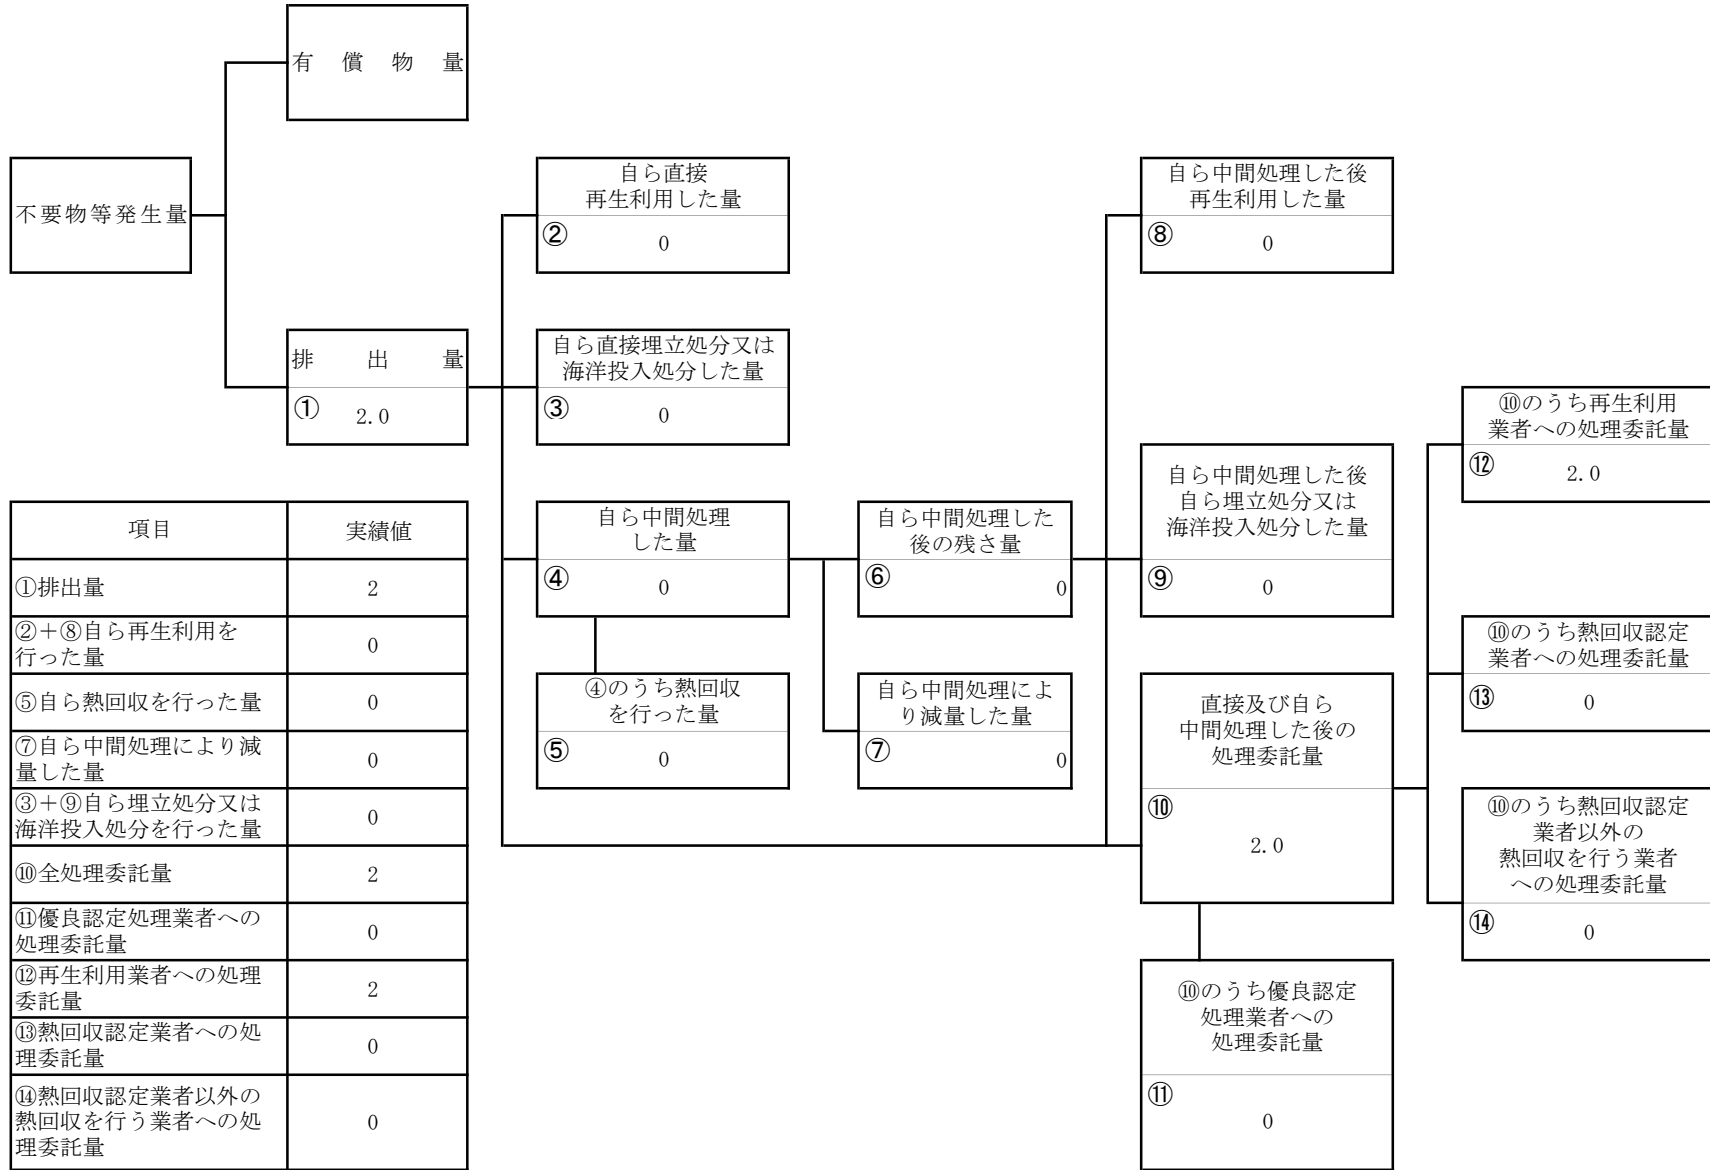 有償物量
不要物等発生量
自ら直接
再生利用した量
②
0
自ら中間処理した後
再生利用した量
⑧
0
排出量
①
2.0
自ら直接埋立処分又は
海洋投入処分した量
③
0
⑩のうち再生利用
業者への処理委託量
⑫
2.0
自ら中間処理
した量
④
0
自ら中間処理した
後の残さ量
⑥
0
自ら中間処理した後
自ら埋立処分又は
海洋投入処分した量
⑨
0
⑩のうち熱回収認定
業者への処理委託量
⑬
0
④のうち熱回収
を行った量
⑤
0
自ら中間処理によ
り減量した量
⑦
0
直接及び自ら
中間処理した後の
処理委託量
⑩
2.0
⑩のうち熱回収認定
業者以外の
熱回収を行う業者
への処理委託量
⑭
0
⑩のうち優良認定
処理業者への
処理委託量
⑪
0
項目 実績値
①排出量 2
②+⑧自ら再生利用を
行った量 0
⑤自ら熱回収を行った量 0
⑦自ら中間処理により減
量した量 0
③+⑨自ら埋立処分又は
海洋投入処分を行った量 0
⑩全処理委託量 2
⑪優良認定処理業者への
処理委託量 0
⑫再生利用業者への処理
委託量 2
⑬熱回収認定業者への処
理委託量 0
⑭熱回収認定業者以外の
熱回収を行う業者への処
理委託量 0